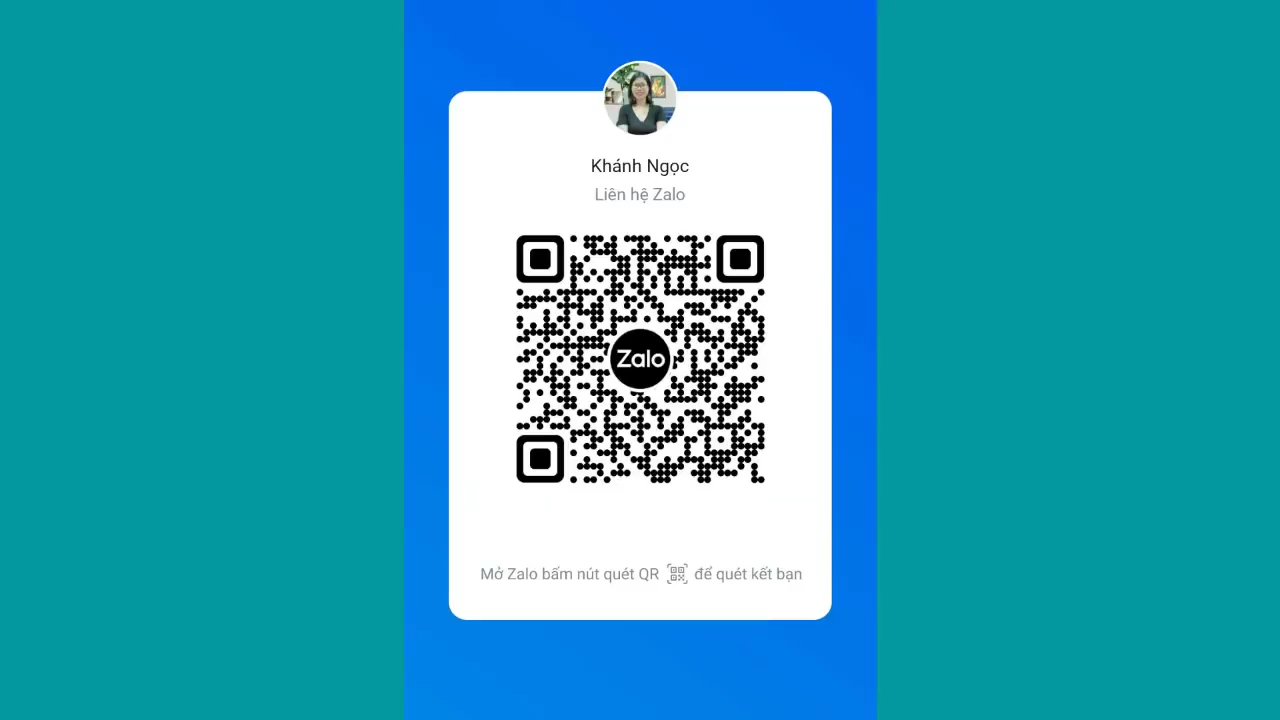 Khánh Ngọc
Liên hệ Zalo
Zalo
Mở Zalo bấm nút quét QR để quét kết bạn